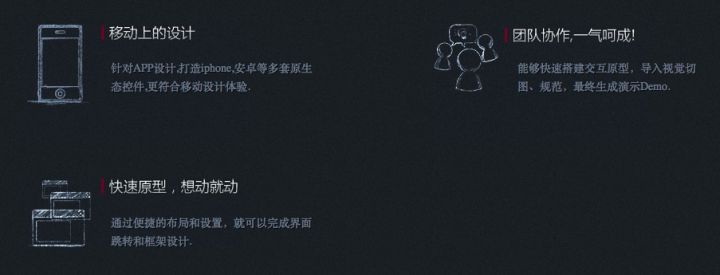 移动上的设计
针对APP设计,打造iphone,安卓等多套原生
态控件,更符合移动设计体验.
团队协作,一气呵成!
能够快速搭建交互原型，导入视觉切
图、规范，最终生成演示Demo.
快速原型，想动就动
通过便捷的布局和设置，就可以完成界面
跳转和框架设计.